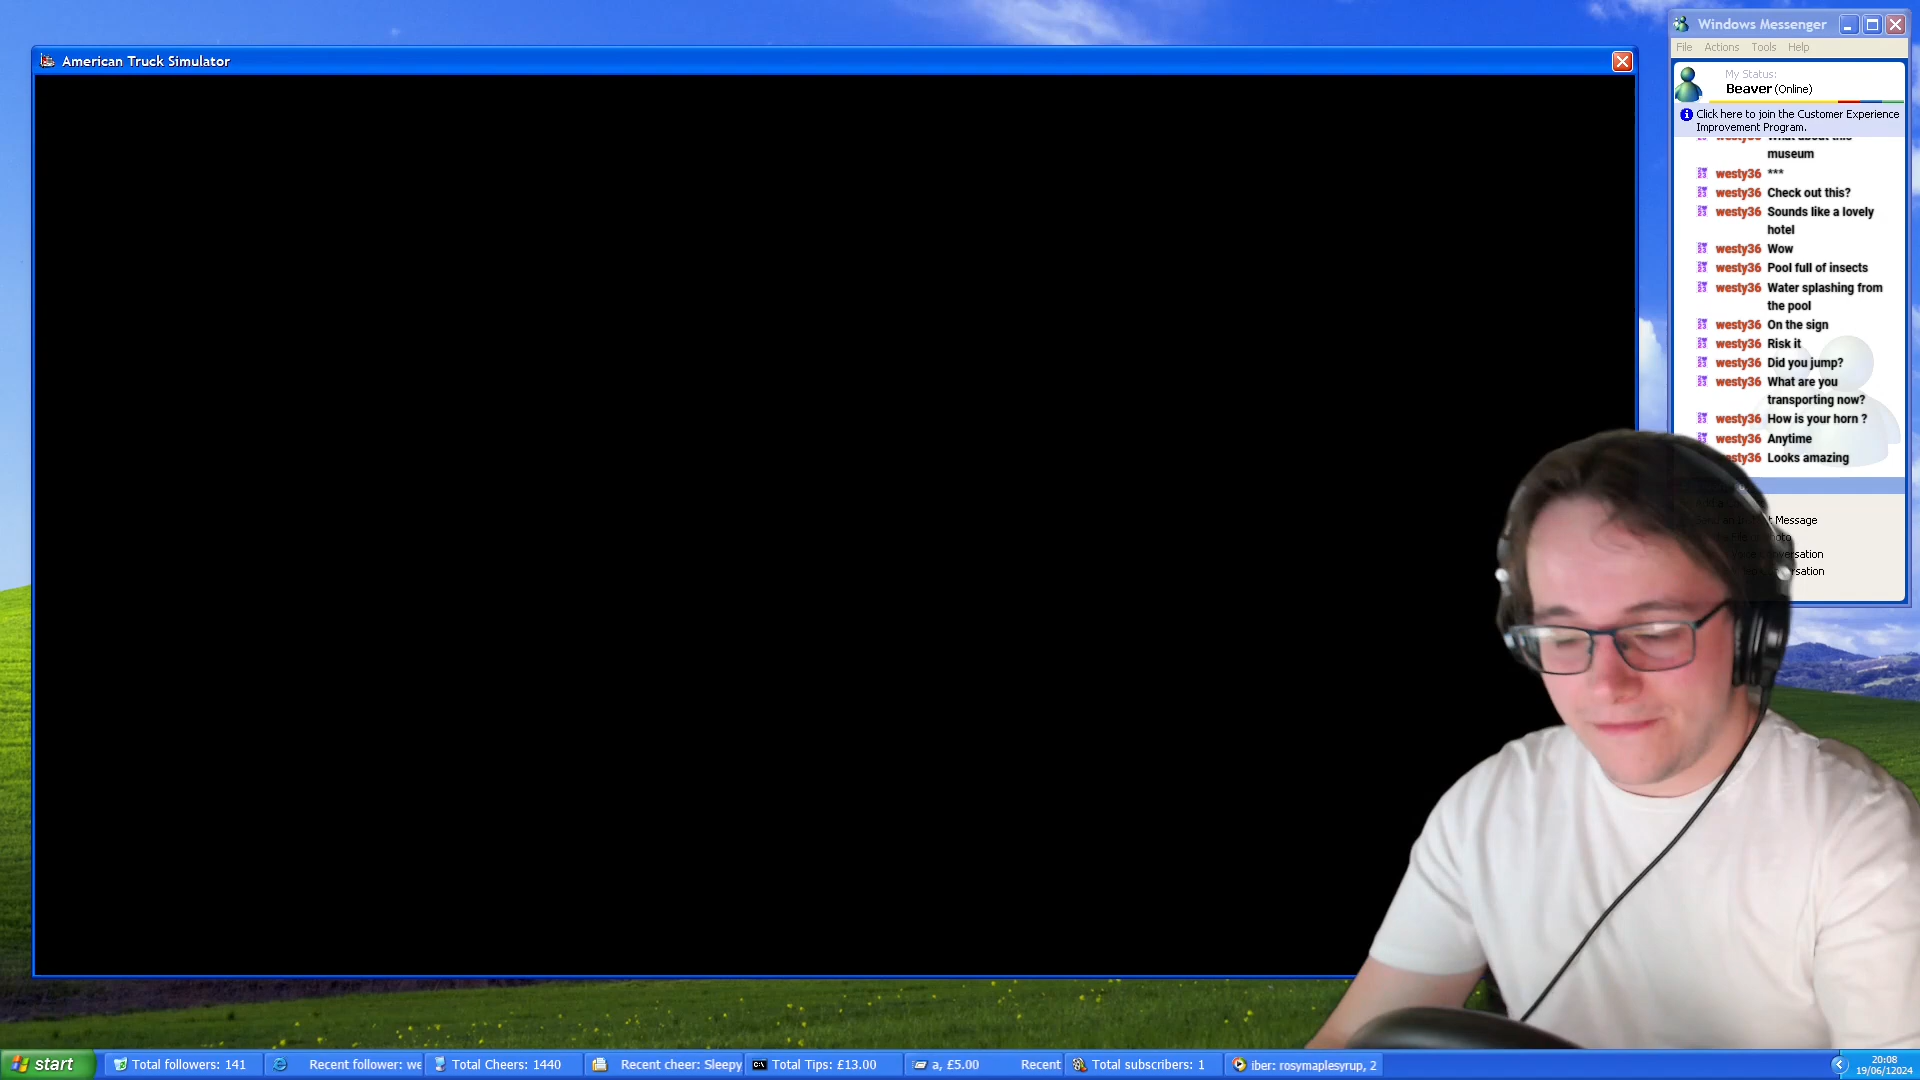 American Truck Simulator
Windows Messenger
File Actions Tools Help
My Status:
Beaver (Online)
Click here to join the Customer Experience
Improvement Program.
museum
westy36 ***
westy36 Check out this?
westy36 Sounds like a lovely
hotel
westy36 Wow
westy36 Pool full of insects
westy36 Water splashing from
the pool
westy36 On the sign
westy36 Risk it
westy36 Did you jump?
westy36 What are you
transporting now?
westy36 How is your horn ?
westy36 Anytime
westy36 Looks amazing
Message
start
Total followers: 141
Recent follower: we
Total Cheers: 1440
Recent cheer: Sleepy
Total Tips: £13.00
a, £5.00
Recent
Total subscribers: 1
iber: rosymaplesyrup, 2
20:08
19/06/12024